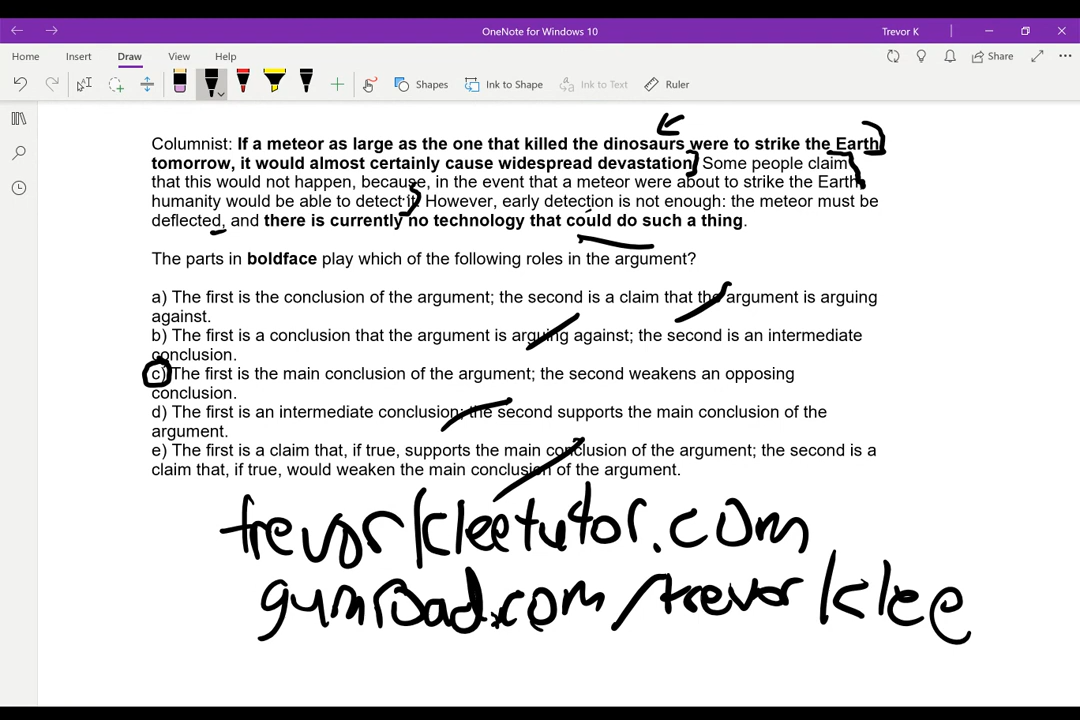 OneNote for Windows 10
Trevor K
Home Insert Draw View Help
Share
Shapes Ink to Shape Ink to Text Ruler
Columnist: If a meteor as large as the one that killed the dinosaurs were to strike the Earth
tomorrow, it would almost certainly cause widespread devastation. Some people claim
that this would not happen, because, in the event that a meteor were about to strike the Earth,
humanity would be able to detect it. However, early detection is not enough: the meteor must be
deflected, and there is currently no technology that could do such a thing.
The parts in boldface play which of the following roles in the argument?
a) The first is the conclusion of the argument; the second is a claim that the argument is arguing
against.
b) The first is a conclusion that the argument is arguing against; the second is an intermediate
conclusion.
c) The first is the main conclusion of the argument; the second weakens an opposing
conclusion.
d) The first is an intermediate conclusion; the second supports the main conclusion of the
argument.
e) The first is a claim that, if true, supports the main conclusion of the argument; the second is a
claim that, if true, would weaken the main conclusion of the argument.
trevorkleetutor.com
gumroad.com/trevorklee